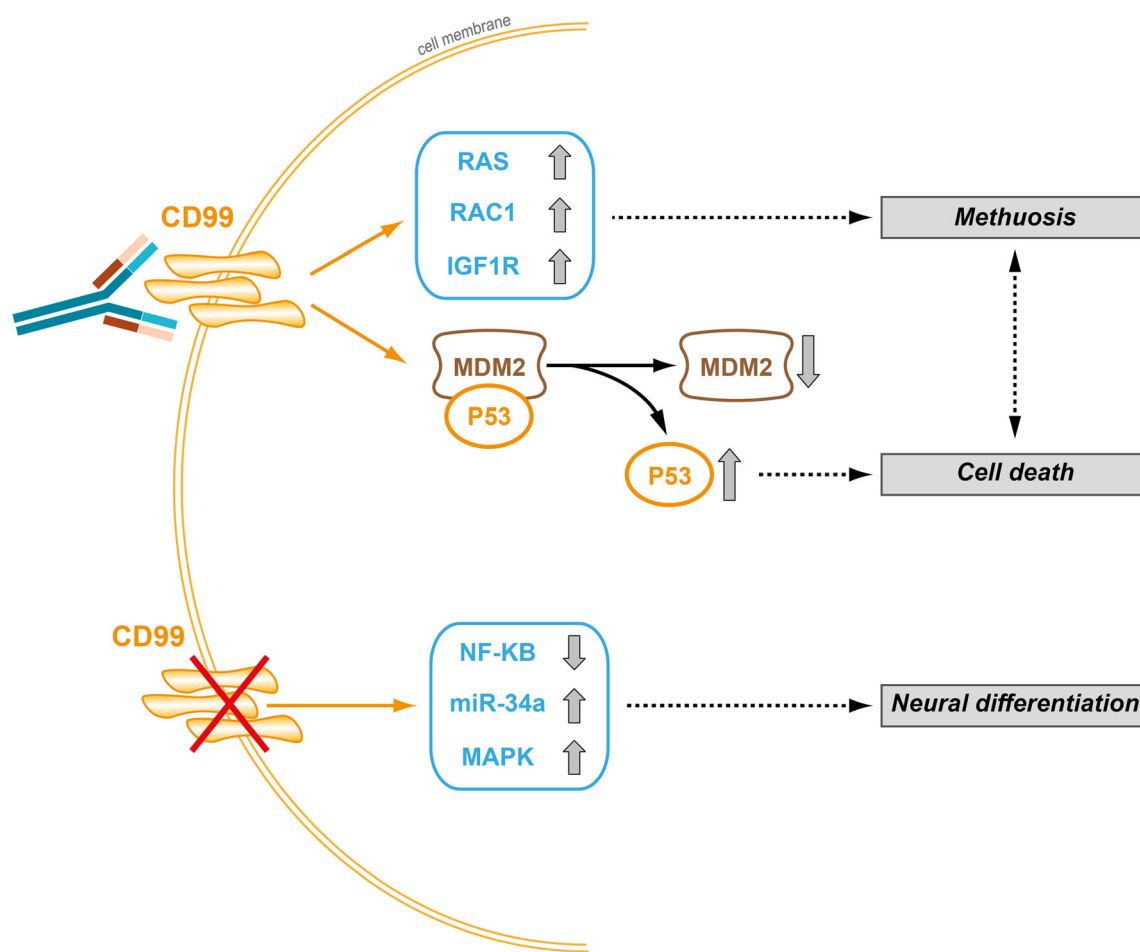 cell membrane
CD99
RAS
RAC1
IGF1R
Methuosis
MDM2
P53
MDM2
P53
Cell death
CD99
NF-KB
miR-34a
MAPK
Neural differentiation